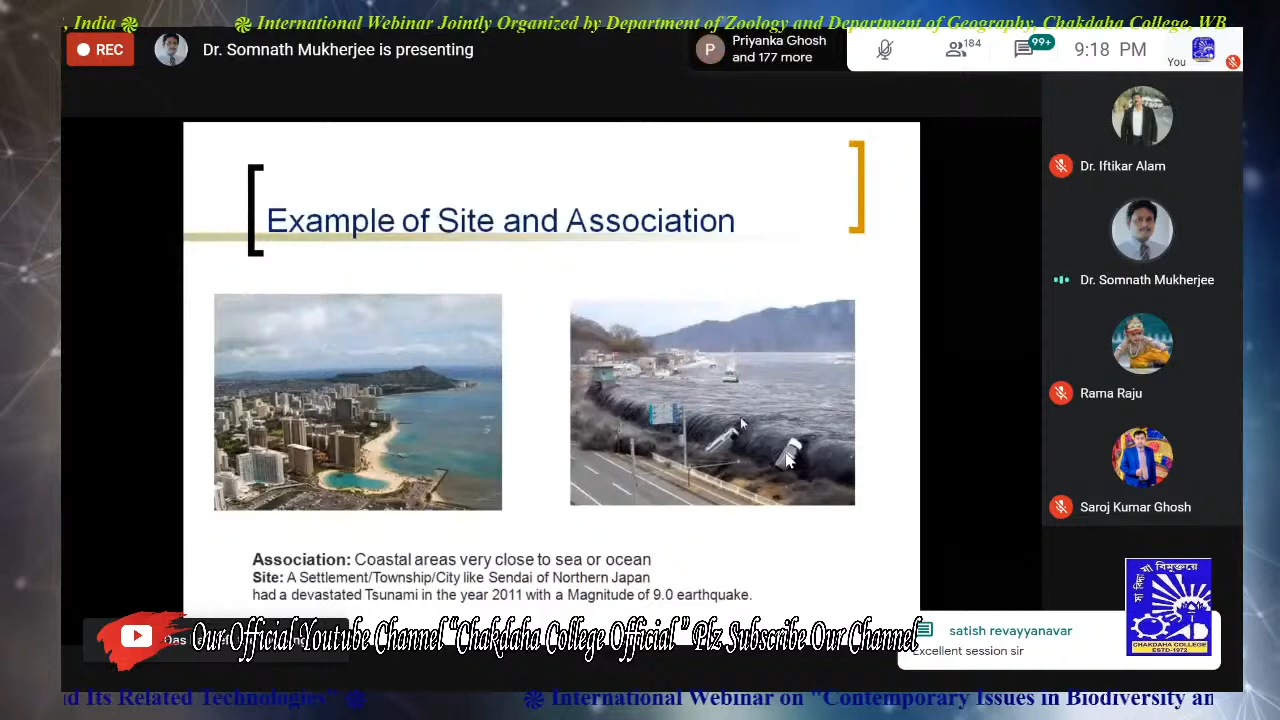 , India ֍ ֍ International Webinar Jointly Organized by Department of Zoology and Department of Geography, Chakdaha College, WB
REC
Dr. Somnath Mukherjee is presenting
P
Priyanka Ghosh
and 177 more
184
99+
9:18 PM
You
Dr. Iftikar Alam
Dr. Somnath Mukherjee
Rama Raju
Saroj Kumar Ghosh
Example of Site and Association
Association: Coastal areas very close to sea or ocean
Site: A Settlement/Township/City like Sendai of Northern Japan
had a devastated Tsunami in the year 2011 with a Magnitude of 9.0 earthquake.
Our Official Youtube Channel "Chakdaha College Official" Plz Subscribe Our Channel
satish revayyanavar
Excellent session sir
সা বিদ্যা যা বিমুক্তয়ে
CHAKDAHA COLLEGE
ESTD-1972
d Its Related Technologies" ֍ ֍ International Webinar on "Contemporary Issues in Biodiversity an